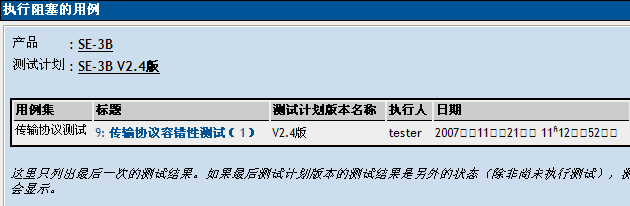 执行阻塞的用例
产品 : SE-3B
测试计划 : SE-3B V2.4版
用例集 标题 测试计划版本名称 执行人 日期
传输协议测试 9: 传输协议容错性测试（1） V2.4版 tester 2007 11 21 11 12 52
这里只列出最后一次的测试结果。如果最后测试计划版本的测试结果是另外的状态（除非尚未执行测试），测
会显示。